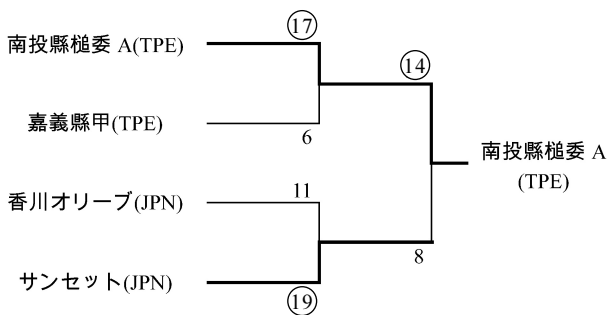 ⑰
南投縣槌委 A(TPE)
⑭
嘉義縣甲(TPE)
6
南投縣槌委 A
(TPE)
11
香川オリーブ(JPN)
8
サンセット(JPN)
⑲